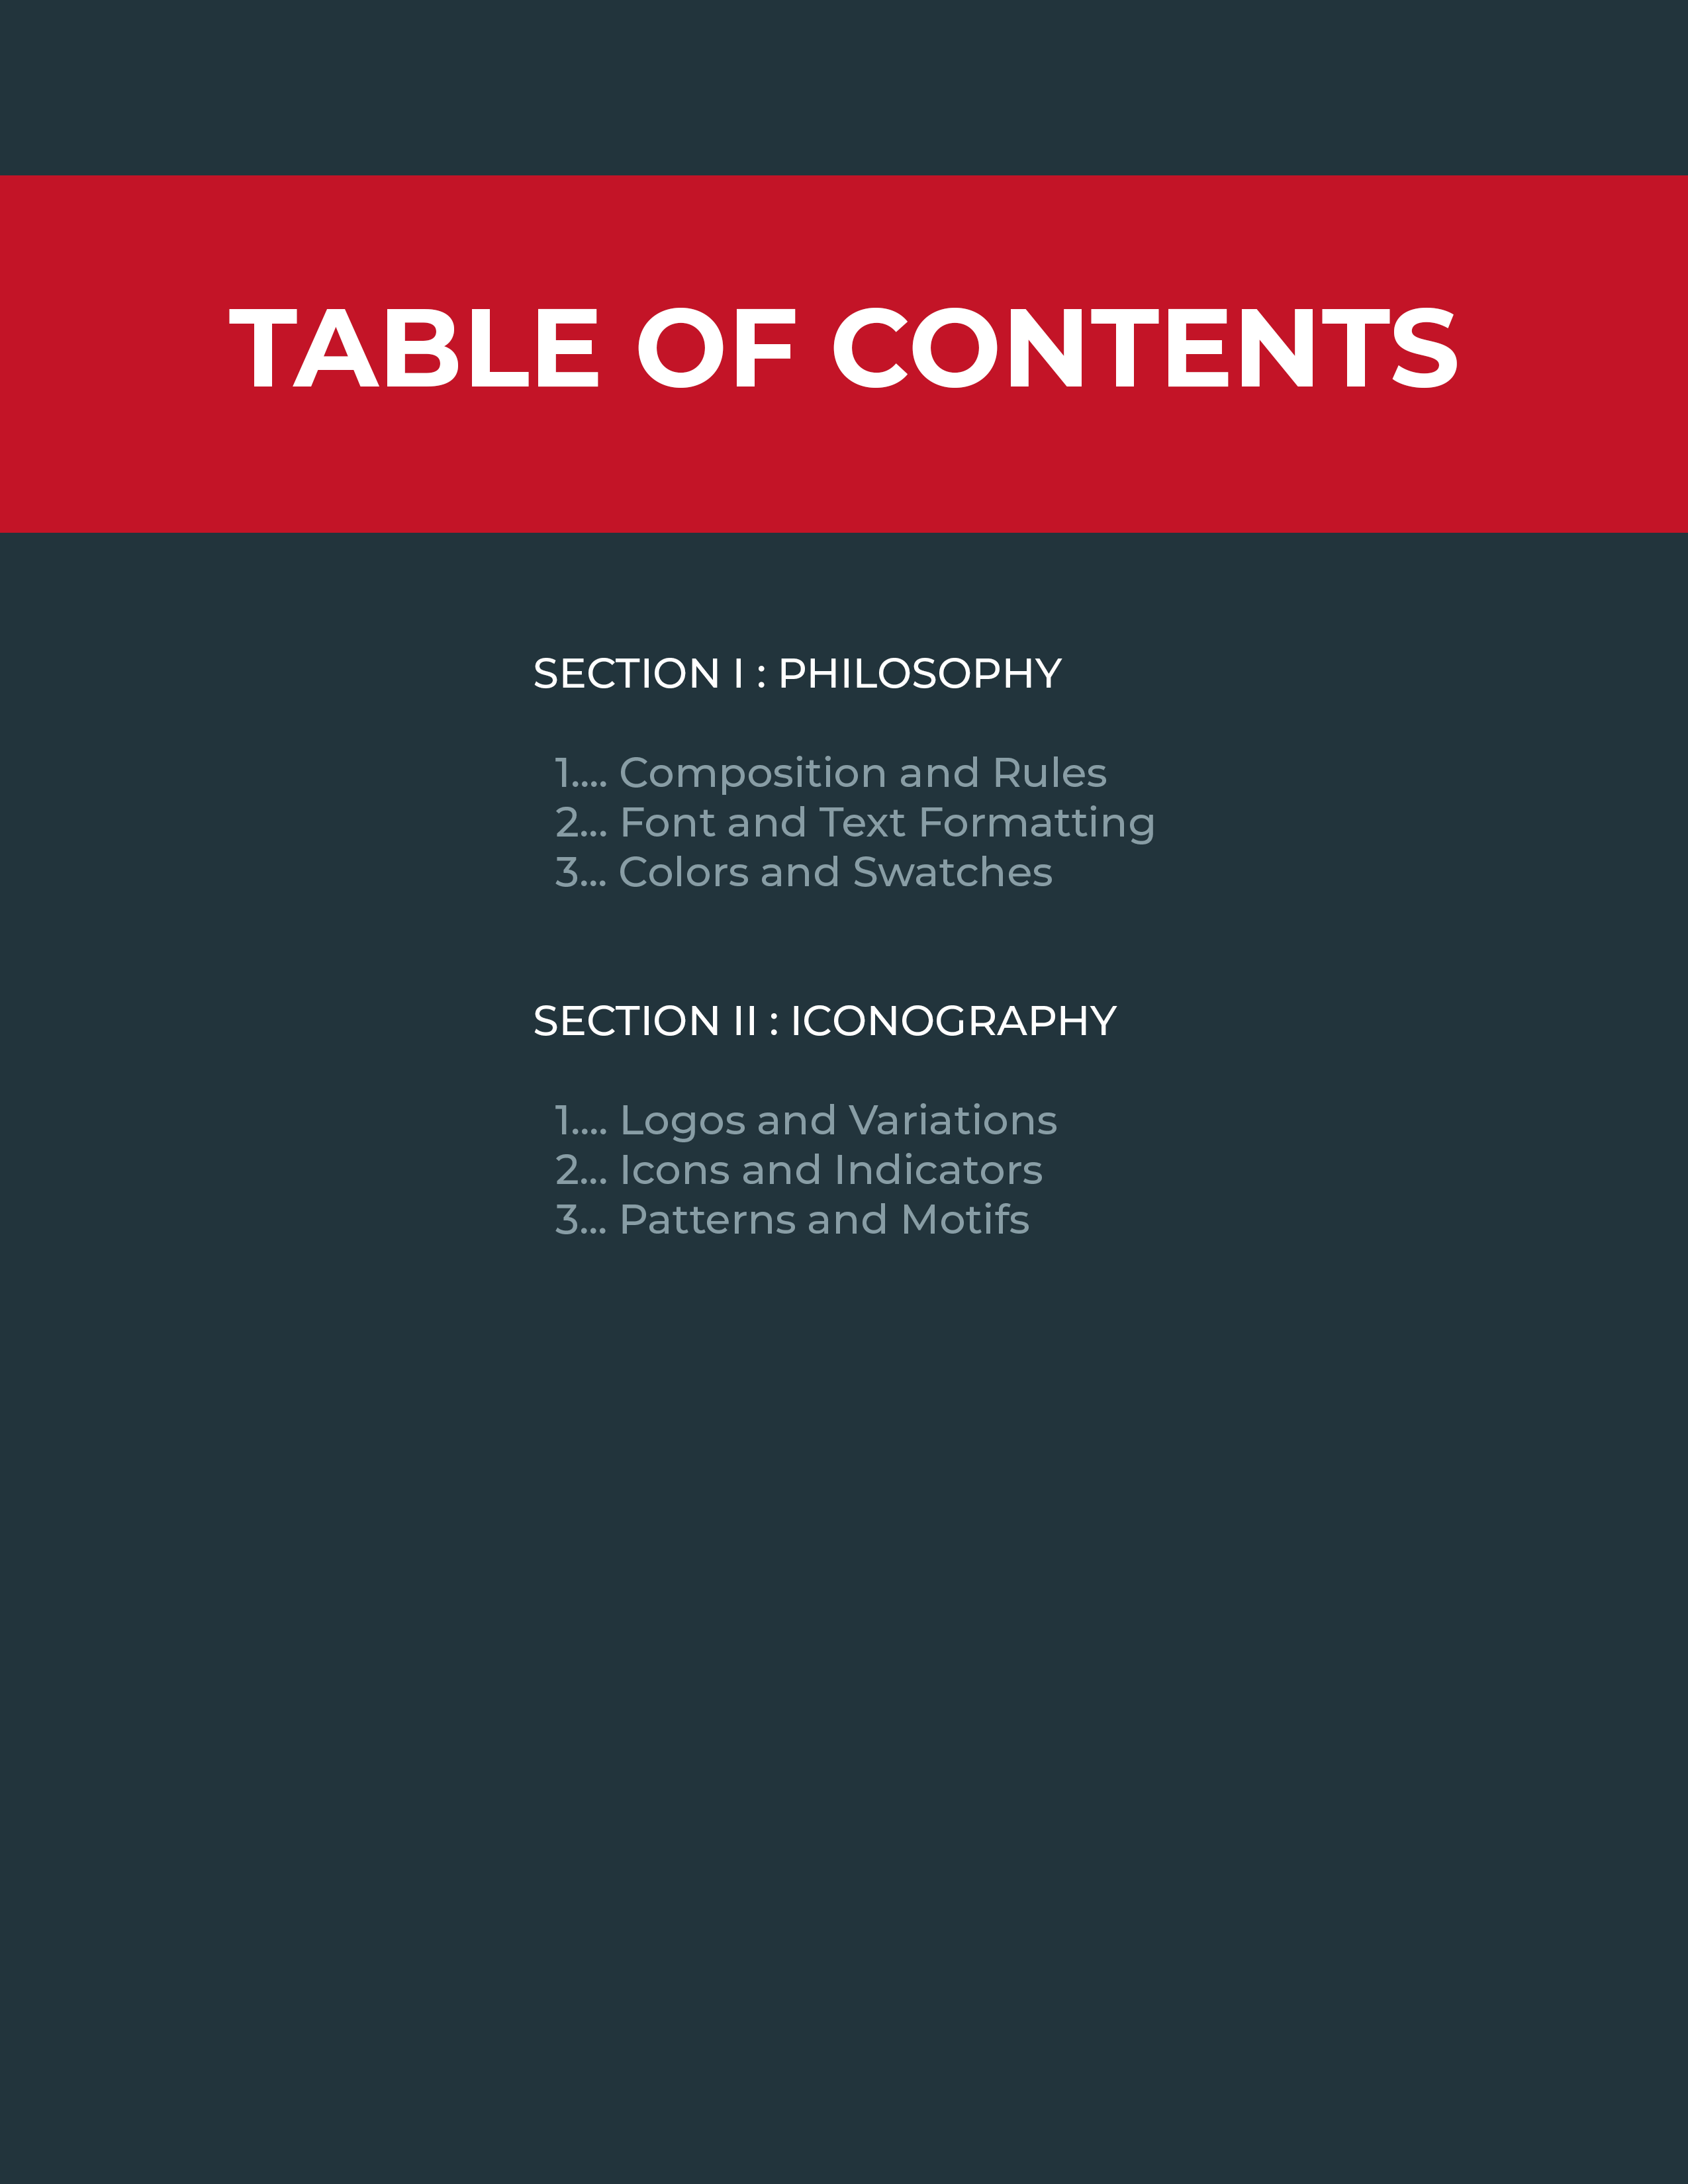 TABLE OF CONTENTS
SECTION I : PHILOSOPHY
1.... Composition and Rules
2... Font and Text Formatting
3... Colors and Swatches
SECTION II : ICONOGRAPHY
1.... Logos and Variations
2... Icons and Indicators
3... Patterns and Motifs